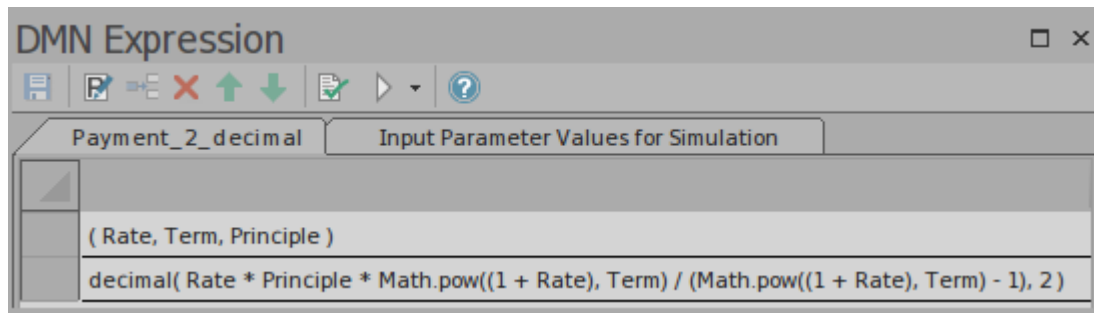 DMN Expression
Payment_2_decimal Input Parameter Values for Simulation
( Rate, Term, Principle )
decimal( Rate * Principle * Math.pow((1 + Rate), Term) / (Math.pow((1 + Rate), Term) - 1), 2 )